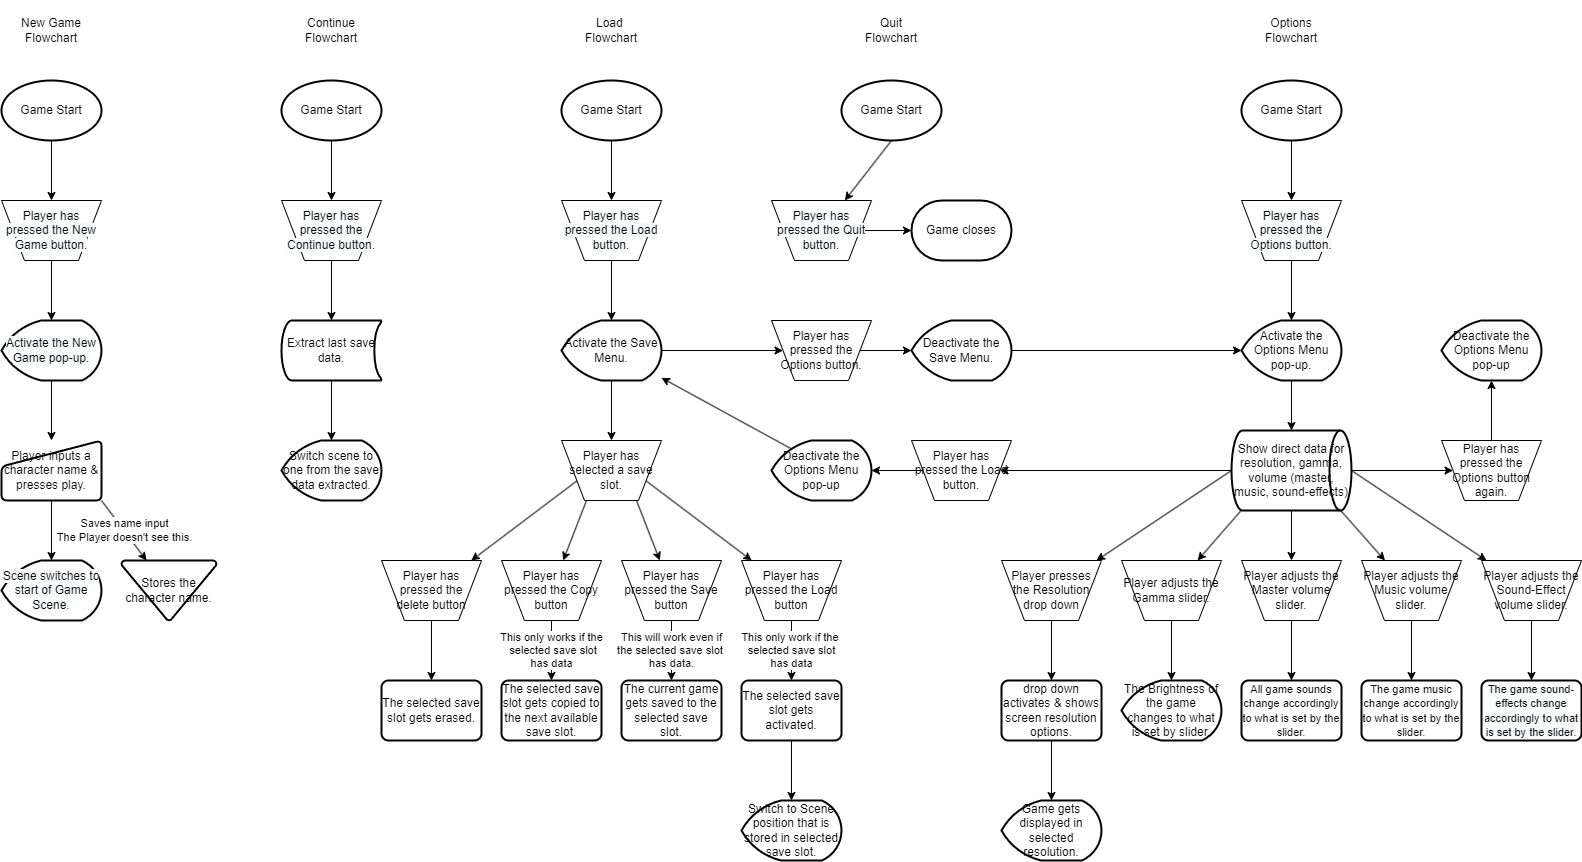 New Game
Flowchart
Continue
Flowchart
Load
Flowchart
Quit
Flowchart
Options
Flowchart
Game Start
Game Start
Game Start
Game Start
Game Start
Player has
pressed the New
Game button.
Player has
pressed the
Continue button.
Player has
pressed the Load
button.
Player has
pressed the Quit
button.
Game closes
Player has
pressed the
Options button.
Activate the New
Game pop-up.
Extract last save
data.
Activate the Save
Menu.
Player has
pressed the
Options button.
Deactivate the
Save Menu.
Activate the
Options Menu
pop-up.
Deactivate the
Options Menu
pop-up
Player inputs a
character name &
presses play.
Switch scene to
one from the save
data extracted.
Player has
selected a save
slot.
Deactivate the
Options Menu
pop-up
Player has
pressed the Load
button.
Show direct data for
resolution, gamma,
volume (master,
music, sound-effects)
Player has
pressed the
Options button
again.
Saves name input
The Player doesn't see this.
Scene switches to
start of Game
Scene.
Stores the
character name.
Player has
pressed the
delete button
Player has
pressed the Copy
button
Player has
pressed the Save
button
Player has
pressed the Load
button
Player presses
the Resolution
drop down
Player adjusts the
Gamma slider.
Player adjusts the
Master volume
slider.
Player adjusts the
Music volume
slider.
Player adjusts the
Sound-Effect
volume slider.
This only works if the
selected save slot
has data
This will work even if
the selected save slot
has data.
This only work if the
selected save slot
has data
The selected save
slot gets erased.
The selected save
slot gets copied to
the next available
save slot.
The current game
gets saved to the
selected save
slot.
The selected save
slot gets
activated.
drop down
activates & shows
screen resolution
options.
The Brightness of
the game
changes to what
is set by slider
All game sounds
change accordingly
to what is set by the
slider.
The game music
change accordingly
to what is set by the
slider.
The game sound-
effects change
accordingly to what
is set by the slider.
Switch to Scene
position that is
stored in selected
save slot.
Game gets
displayed in
selected
resolution.